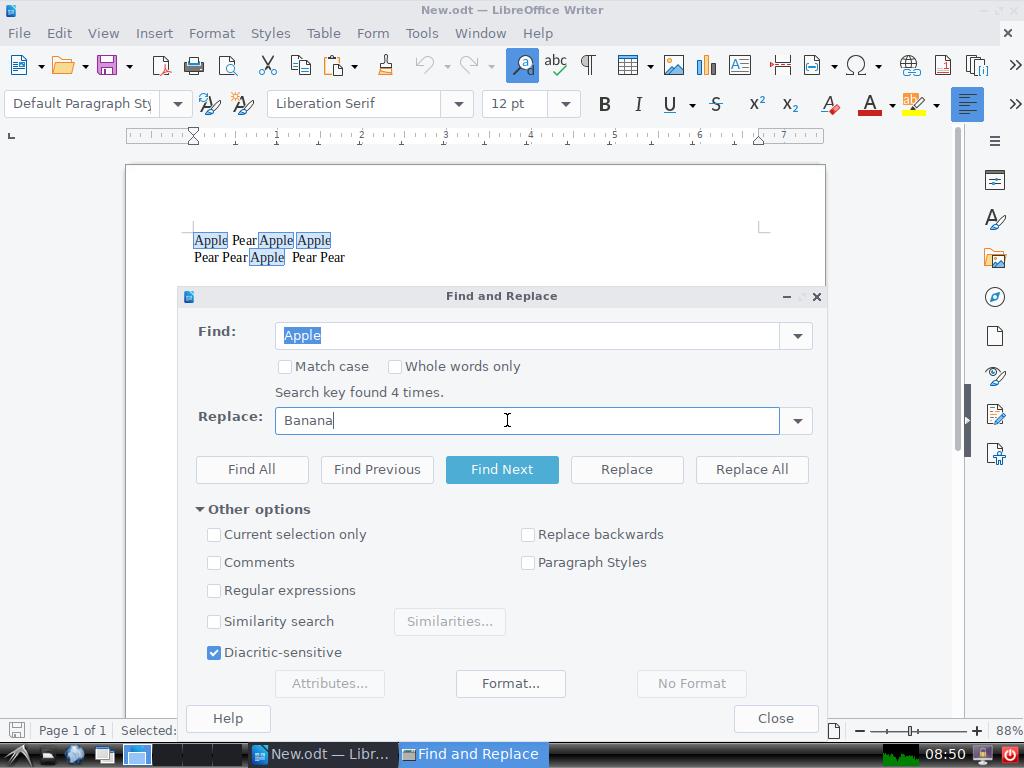 New.odt — LibreOffice Writer
File Edit View Insert Format Styles Table Form Tools Window Help
Default Paragraph Sty Liberation Serif 12 pt
1 2 3 4 5 6 7
Apple Pear Apple Apple
Pear Pear Apple Pear Pear
Find and Replace
Find: Apple
Match case Whole words only
Search key found 4 times.
Replace: Banana
Find All Find Previous Find Next Replace Replace All
Other options
Current selection only Replace backwards
Comments Paragraph Styles
Regular expressions
Similarity search Similarities...
Diacritic-sensitive
Attributes... Format... No Format
Help Close
Page 1 of 1 Selected: 88%
New.odt — Libr... Find and Replace 08:50